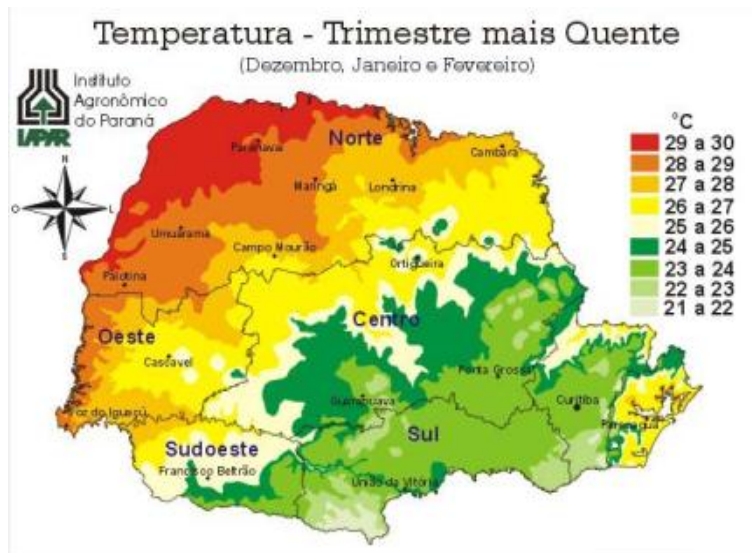 Temperatura - Trimestre mais Quente
(Dezembro, Janeiro e Fevereiro)
Instituto
Agronômico
do Paraná
IAPAR
N
O
L
S
°C
29 a 30
28 a 29
27 a 28
26 a 27
25 a 26
24 a 25
23 a 24
22 a 23
21 a 22
Norte
Paranavaí
Cambará
Maringá
Londrina
Umuarama
Campo Mourão
Ortigueira
Palotina
Oeste
Centro
Cascavel
Ponta Grossa
Guarapuava
Curitiba
Foz do Iguaçú
Paranaguá
Sudoeste
Sul
Francisco Beltrão
União da Vitória